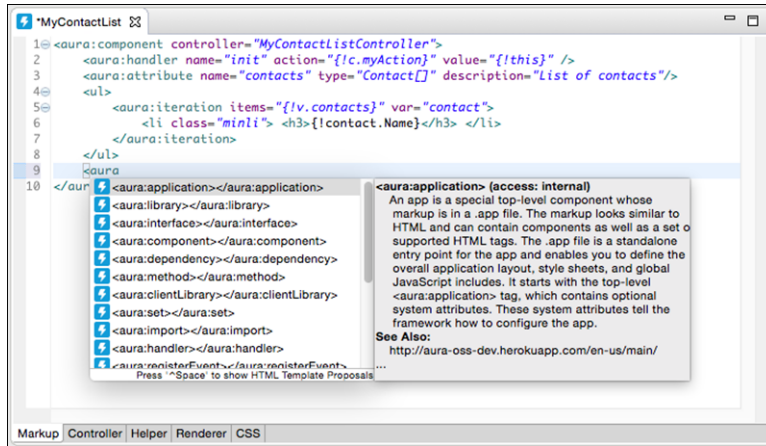 *MyContactList
1 <aura:component controller="MyContactListController">
2 <aura:handler name="init" action="{!c.myAction}" value="{!this}" />
3 <aura:attribute name="contacts" type="Contact[]" description="List of contacts"/>
4 <ul>
5 <aura:iteration items="{!v.contacts}" var="contact">
6 <li class="minli"> <h3>{!contact.Name}</h3> </li>
7 </aura:iteration>
8 </ul>
9 <aura
10 </aur
<aura:application></aura:application>
<aura:library></aura:library>
<aura:interface></aura:interface>
<aura:component></aura:component>
<aura:dependency></aura:dependency>
<aura:method></aura:method>
<aura:clientLibrary></aura:clientLibrary>
<aura:set></aura:set>
<aura:import></aura:import>
<aura:handler></aura:handler>
<aura:registerEvent></aura:registerEvent>
Press '^Space' to show HTML Template Proposals
<aura:application> (access: internal)
An app is a special top-level component whose
markup is in a .app file. The markup looks similar to
HTML and can contain components as well as a set o
supported HTML tags. The .app file is a standalone
entry point for the app and enables you to define the
overall application layout, style sheets, and global
JavaScript includes. It starts with the top-level
<aura:application> tag, which contains optional
system attributes. These system attributes tell the
framework how to configure the app.
See Also:
http://aura-oss-dev.herokuapp.com/en-us/main/
...
Markup Controller Helper Renderer CSS